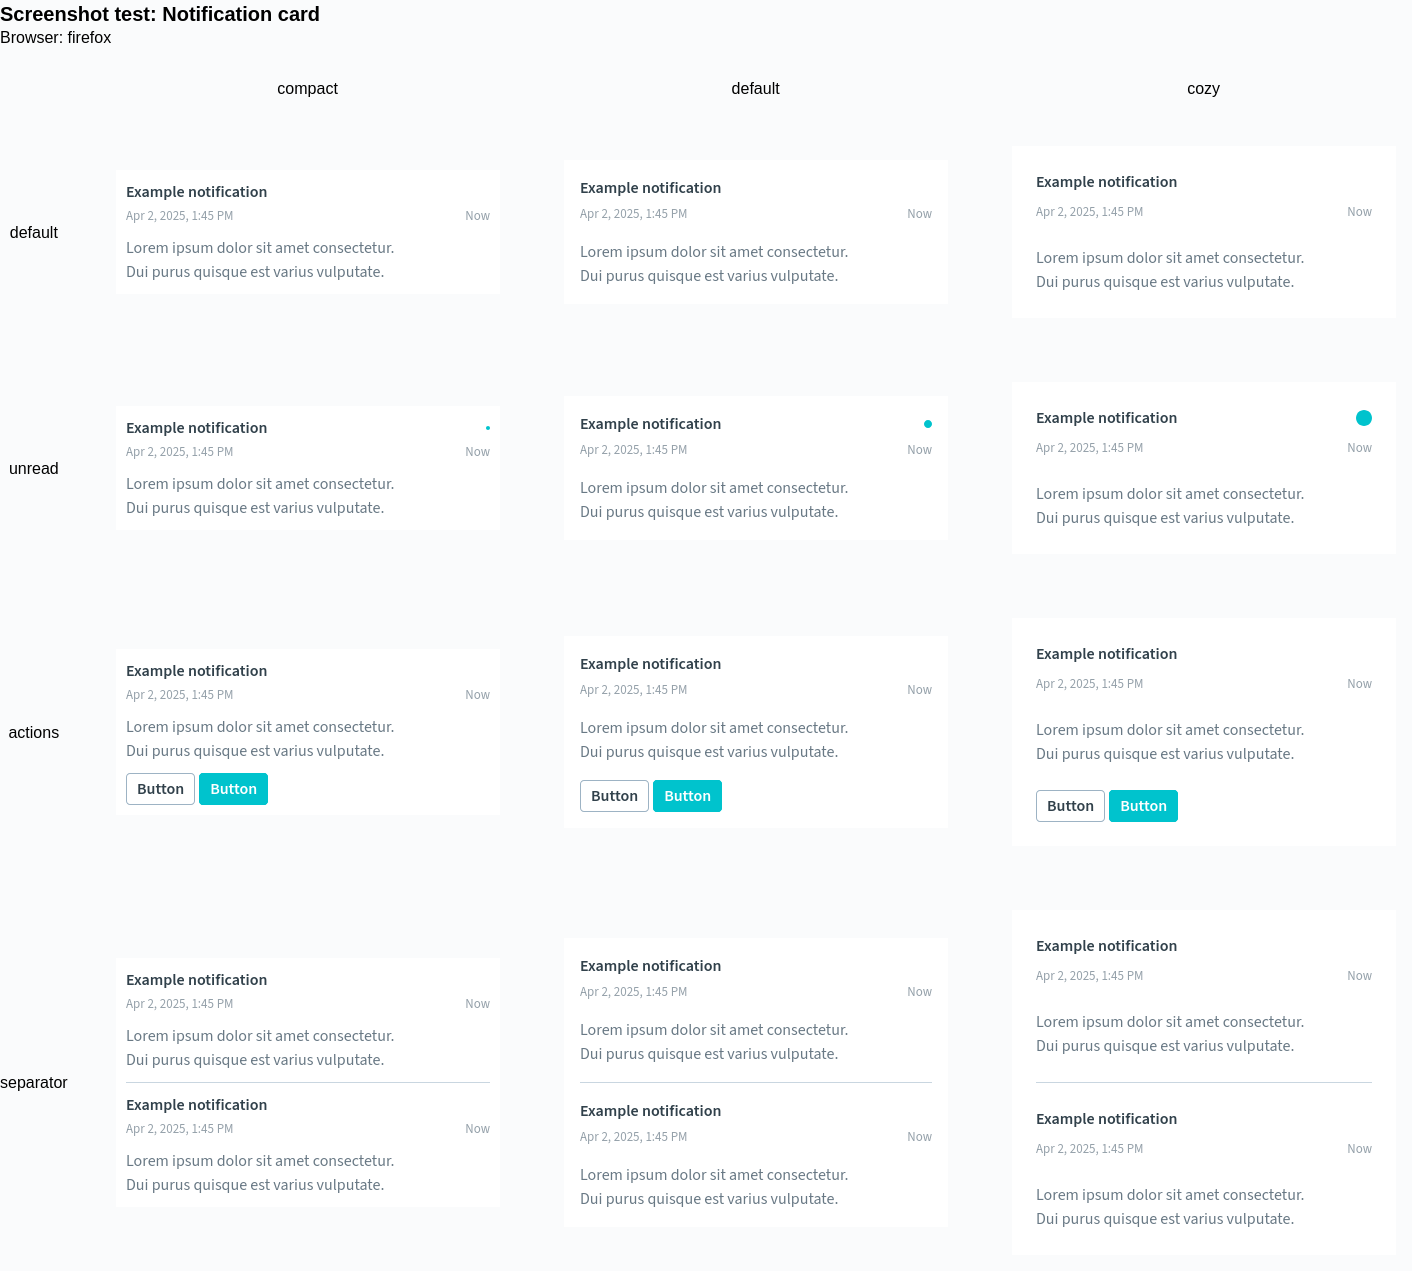 Screenshot test: Notification card
Browser: firefox
compact default cozy
default
Example notification
Apr 2, 2025, 1:45 PM Now
Lorem ipsum dolor sit amet consectetur.
Dui purus quisque est varius vulputate.
Example notification
Apr 2, 2025, 1:45 PM Now
Lorem ipsum dolor sit amet consectetur.
Dui purus quisque est varius vulputate.
Example notification
Apr 2, 2025, 1:45 PM Now
Lorem ipsum dolor sit amet consectetur.
Dui purus quisque est varius vulputate.
unread
Example notification
Apr 2, 2025, 1:45 PM Now
Lorem ipsum dolor sit amet consectetur.
Dui purus quisque est varius vulputate.
Example notification
Apr 2, 2025, 1:45 PM Now
Lorem ipsum dolor sit amet consectetur.
Dui purus quisque est varius vulputate.
Example notification
Apr 2, 2025, 1:45 PM Now
Lorem ipsum dolor sit amet consectetur.
Dui purus quisque est varius vulputate.
actions
Example notification
Apr 2, 2025, 1:45 PM Now
Lorem ipsum dolor sit amet consectetur.
Dui purus quisque est varius vulputate.
Button Button
Example notification
Apr 2, 2025, 1:45 PM Now
Lorem ipsum dolor sit amet consectetur.
Dui purus quisque est varius vulputate.
Button Button
Example notification
Apr 2, 2025, 1:45 PM Now
Lorem ipsum dolor sit amet consectetur.
Dui purus quisque est varius vulputate.
Button Button
separator
Example notification
Apr 2, 2025, 1:45 PM Now
Lorem ipsum dolor sit amet consectetur.
Dui purus quisque est varius vulputate.
Example notification
Apr 2, 2025, 1:45 PM Now
Lorem ipsum dolor sit amet consectetur.
Dui purus quisque est varius vulputate.
Example notification
Apr 2, 2025, 1:45 PM Now
Lorem ipsum dolor sit amet consectetur.
Dui purus quisque est varius vulputate.
Example notification
Apr 2, 2025, 1:45 PM Now
Lorem ipsum dolor sit amet consectetur.
Dui purus quisque est varius vulputate.
Example notification
Apr 2, 2025, 1:45 PM Now
Lorem ipsum dolor sit amet consectetur.
Dui purus quisque est varius vulputate.
Example notification
Apr 2, 2025, 1:45 PM Now
Lorem ipsum dolor sit amet consectetur.
Dui purus quisque est varius vulputate.